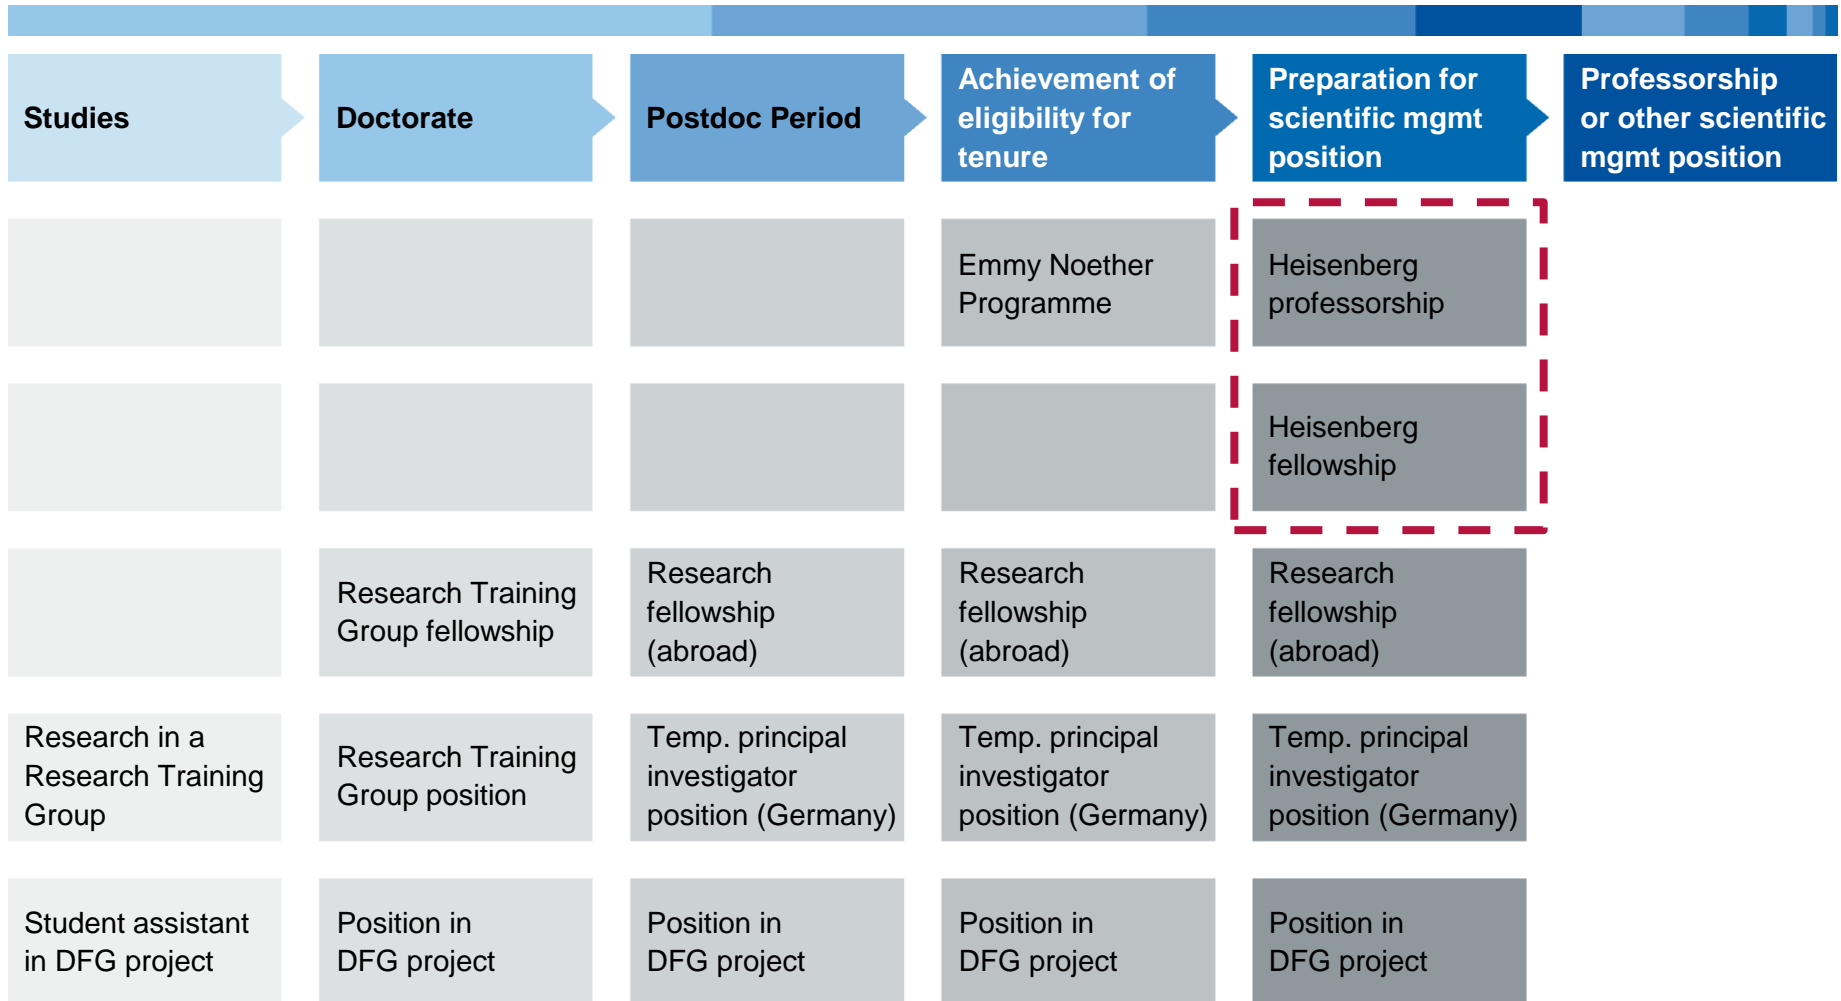 Studies
Doctorate
Postdoc Period
Achievement of
eligibility for
tenure
Preparation for
scientific mgmt
position
Professorship
or other scientific
mgmt position
Emmy Noether
Programme
Heisenberg
professorship
Heisenberg
fellowship
Research Training
Group fellowship
Research
fellowship
(abroad)
Research
fellowship
(abroad)
Research
fellowship
(abroad)
Research in a
Research Training
Group
Research Training
Group position
Temp. principal
investigator
position (Germany)
Temp. principal
investigator
position (Germany)
Temp. principal
investigator
position (Germany)
Student assistant
in DFG project
Position in
DFG project
Position in
DFG project
Position in
DFG project
Position in
DFG project